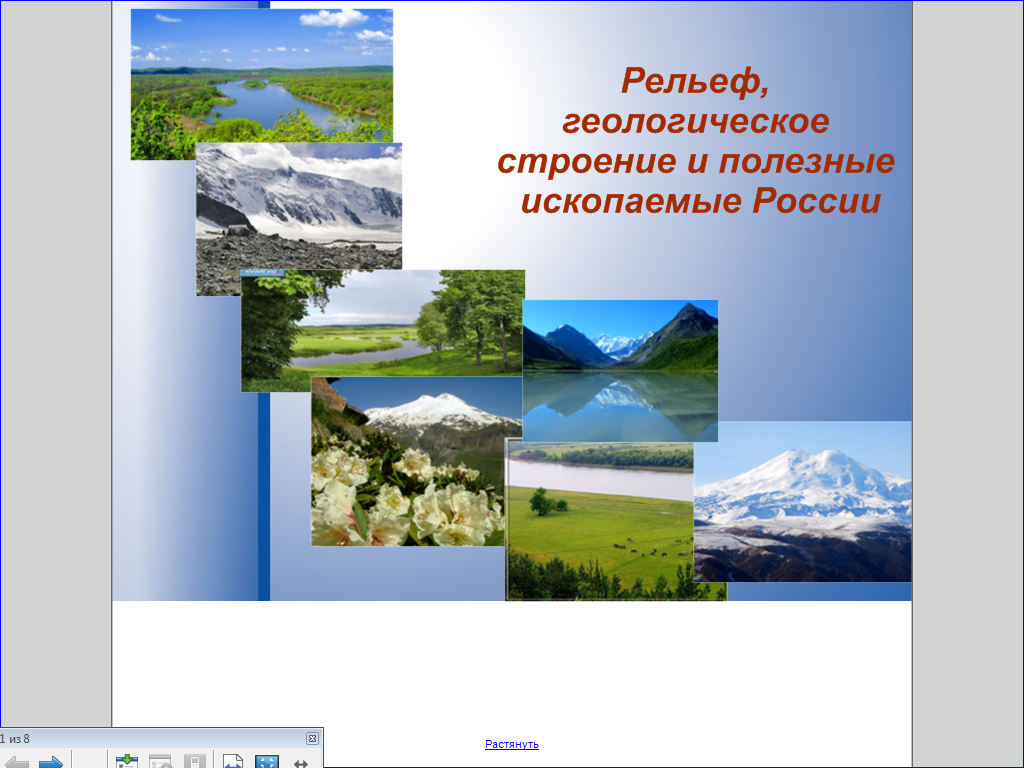 Рельеф,
геологическое
строение и полезные
ископаемые России
1 из 8
Растянуть